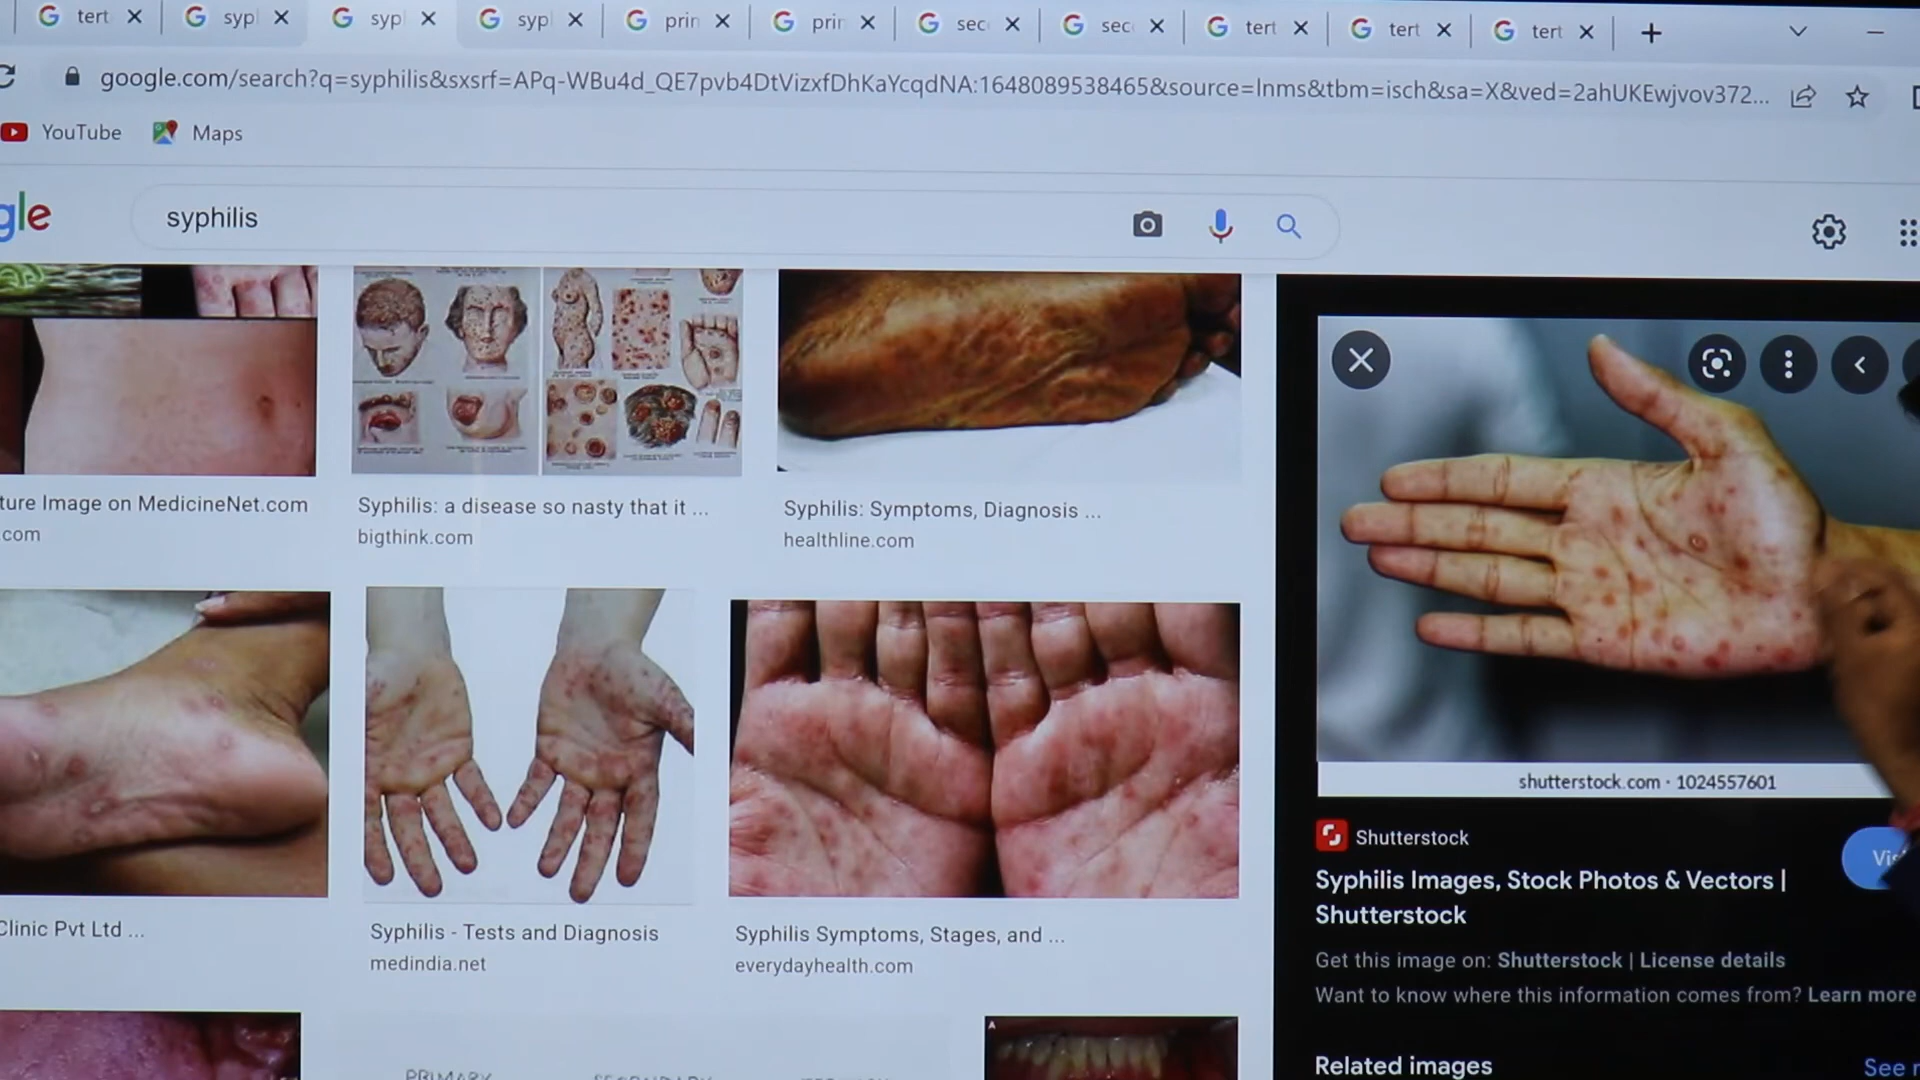 tert syp syp syp prin prin sec sec tert tert tert
google.com/search?q=syphilis&sxsrf=APq-WBu4d_QE7pvb4DtVizxfDhKaYcqdNA:1648089538465&source=lnms&tbm=isch&sa=X&ved=2ahUKEwjvov372...
YouTube Maps
gle syphilis
ture Image on MedicineNet.com
.com
Syphilis: a disease so nasty that it ...
bigthink.com
Syphilis: Symptoms, Diagnosis ...
healthline.com
shutterstock.com · 1024557601
Shutterstock
Vis
Syphilis Images, Stock Photos & Vectors |
Shutterstock
Get this image on: Shutterstock | License details
Want to know where this information comes from? Learn more
Related images
See
Clinic Pvt Ltd ...
Syphilis - Tests and Diagnosis
medindia.net
Syphilis Symptoms, Stages, and ...
everydayhealth.com
A
PRIMARY